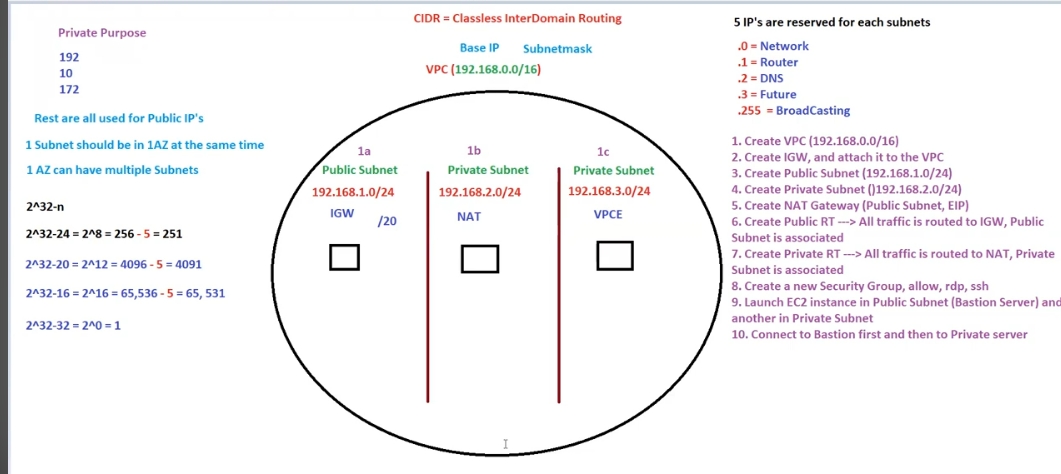 Private Purpose
192
10
172
Rest are all used for Public IP's
1 Subnet should be in 1AZ at the same time
1 AZ can have multiple Subnets
2^32-n
2^32-24 = 2^8 = 256 - 5 = 251
2^32-20 = 2^12 = 4096 - 5 = 4091
2^32-16 = 2^16 = 65,536 - 5 = 65, 531
2^32-32 = 2^0 = 1
CIDR = Classless InterDomain Routing
Base IP Subnetmask
VPC (192.168.0.0/16)
1a
Public Subnet
192.168.1.0/24
IGW
/20
1b
Private Subnet
192.168.2.0/24
NAT
1c
Private Subnet
192.168.3.0/24
VPCE
5 IP's are reserved for each subnets
.0 = Network
.1 = Router
.2 = DNS
.3 = Future
.255 = BroadCasting
1. Create VPC (192.168.0.0/16)
2. Create IGW, and attach it to the VPC
3. Create Public Subnet (192.168.1.0/24)
4. Create Private Subnet ()192.168.2.0/24)
5. Create NAT Gateway (Public Subnet, EIP)
6. Create Public RT ---> All traffic is routed to IGW, Public
Subnet is associated
7. Create Private RT ---> All traffic is routed to NAT, Private
Subnet is associated
8. Create a new Security Group, allow, rdp, ssh
9. Launch EC2 instance in Public Subnet (Bastion Server) and
another in Private Subnet
10. Connect to Bastion first and then to Private server